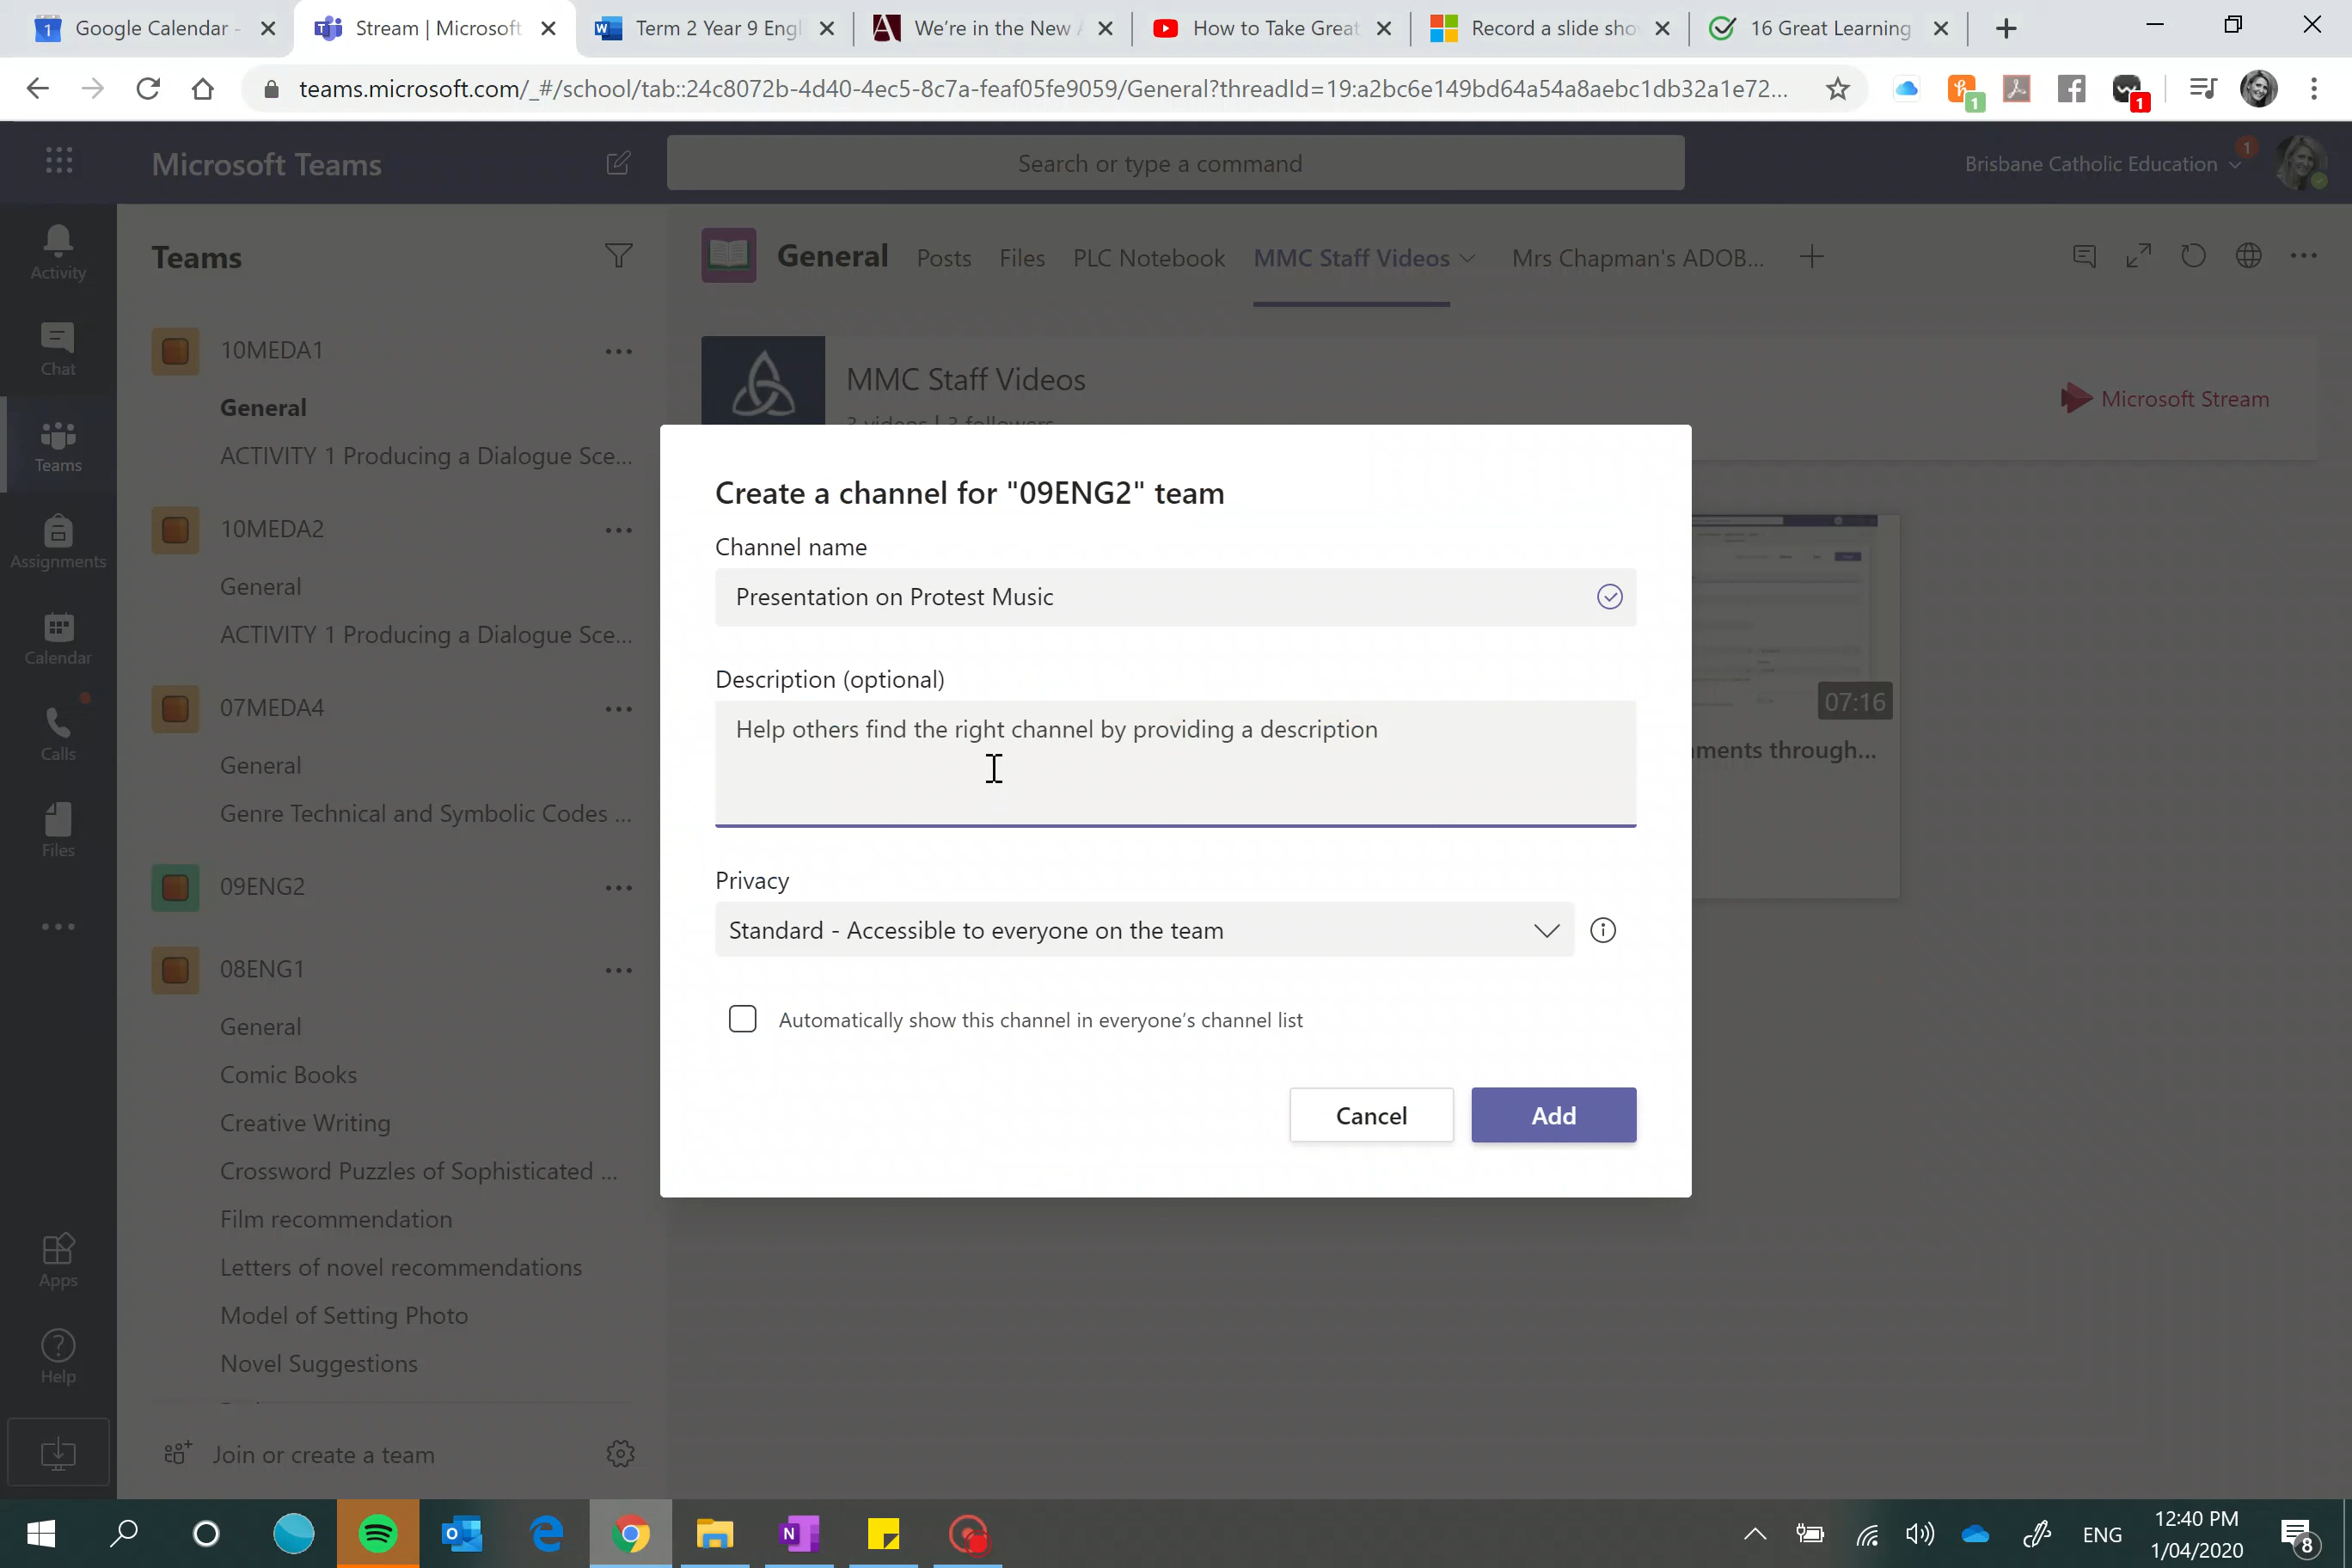 Google Calendar -
Stream | Microsoft
Term 2 Year 9 Engl
We're in the New A
How to Take Great
Record a slide sho
16 Great Learning
teams.microsoft.com/_#/school/tab::24c8072b-4d40-4ec5-8c7a-feaf05fe9059/General?threadId=19:a2bc6e149bd64a54a8aebc1db32a1e72...
1
1
Microsoft Teams
Search or type a command
Brisbane Catholic Education
1
Activity
Chat
Teams
Assignments
Calendar
Calls
Files
Apps
Help
Teams
10MEDA1
General
ACTIVITY 1 Producing a Dialogue Sce...
10MEDA2
General
ACTIVITY 1 Producing a Dialogue Sce...
07MEDA4
General
Genre Technical and Symbolic Codes ...
09ENG2
08ENG1
General
Comic Books
Creative Writing
Crossword Puzzles of Sophisticated ...
Film recommendation
Letters of novel recommendations
Model of Setting Photo
Novel Suggestions
Join or create a team
General
Posts
Files
PLC Notebook
MMC Staff Videos
Mrs Chapman's ADOB...
MMC Staff Videos
3 videos | 3 followers
Microsoft Stream
07:16
ments through...
Create a channel for "09ENG2" team
Channel name
Presentation on Protest Music
Description (optional)
Help others find the right channel by providing a description
Privacy
Standard - Accessible to everyone on the team
Automatically show this channel in everyone's channel list
Cancel
Add
ENG
12:40 PM
1/04/2020
8